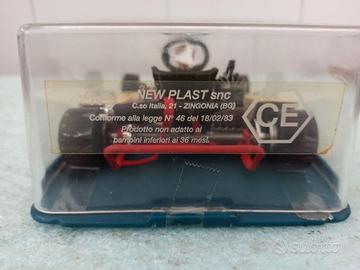 NEW PLAST snc
C.so Italia, 21 - ZINGONIA (BG)
Conforme alla legge N° 46 del 18/02/83
Prodotto non adatto ai
bambini inferiori ai 36 mesi.
CE
subito